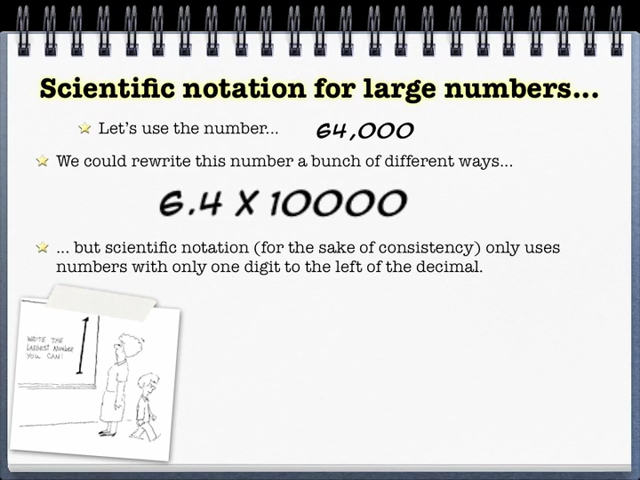 Scientific notation for large numbers...
Let's use the number... 64,000
We could rewrite this number a bunch of different ways...
6.4 X 10000
... but scientific notation (for the sake of consistency) only uses
numbers with only one digit to the left of the decimal.
WRITE THE
LARGEST NUMBER
YOU CAN!